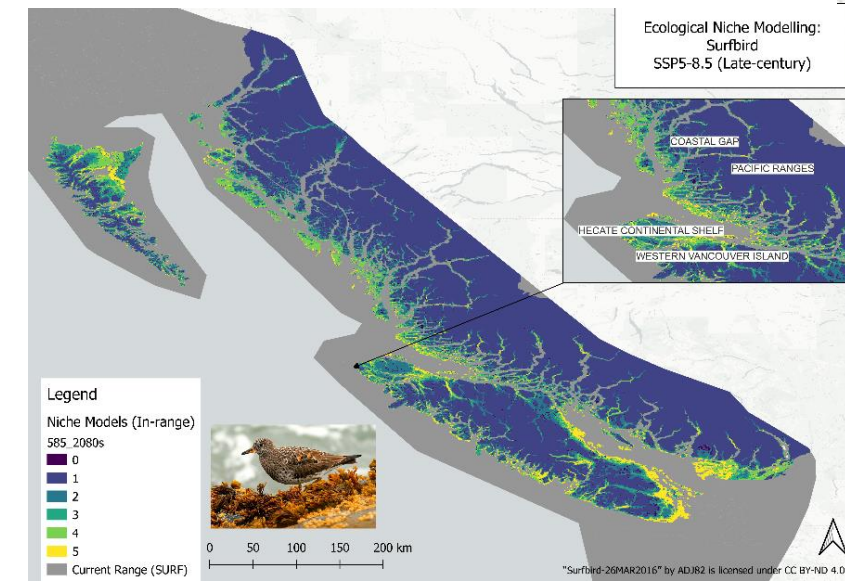 Ecological Niche Modelling:
Surfbird
SSP5-8.5 (Late-century)
COASTAL GAP
PACIFIC RANGES
HECATE CONTINENTAL SHELF
WESTERN VANCOUVER ISLAND
Legend
Niche Models (In-range)
585_2080s
0
1
2
3
4
5
Current Range (SURF)
0 50 100 150 200 km
"Surfbird-26MAR2016" by ADJ82 is licensed under CC BY-ND 4.0